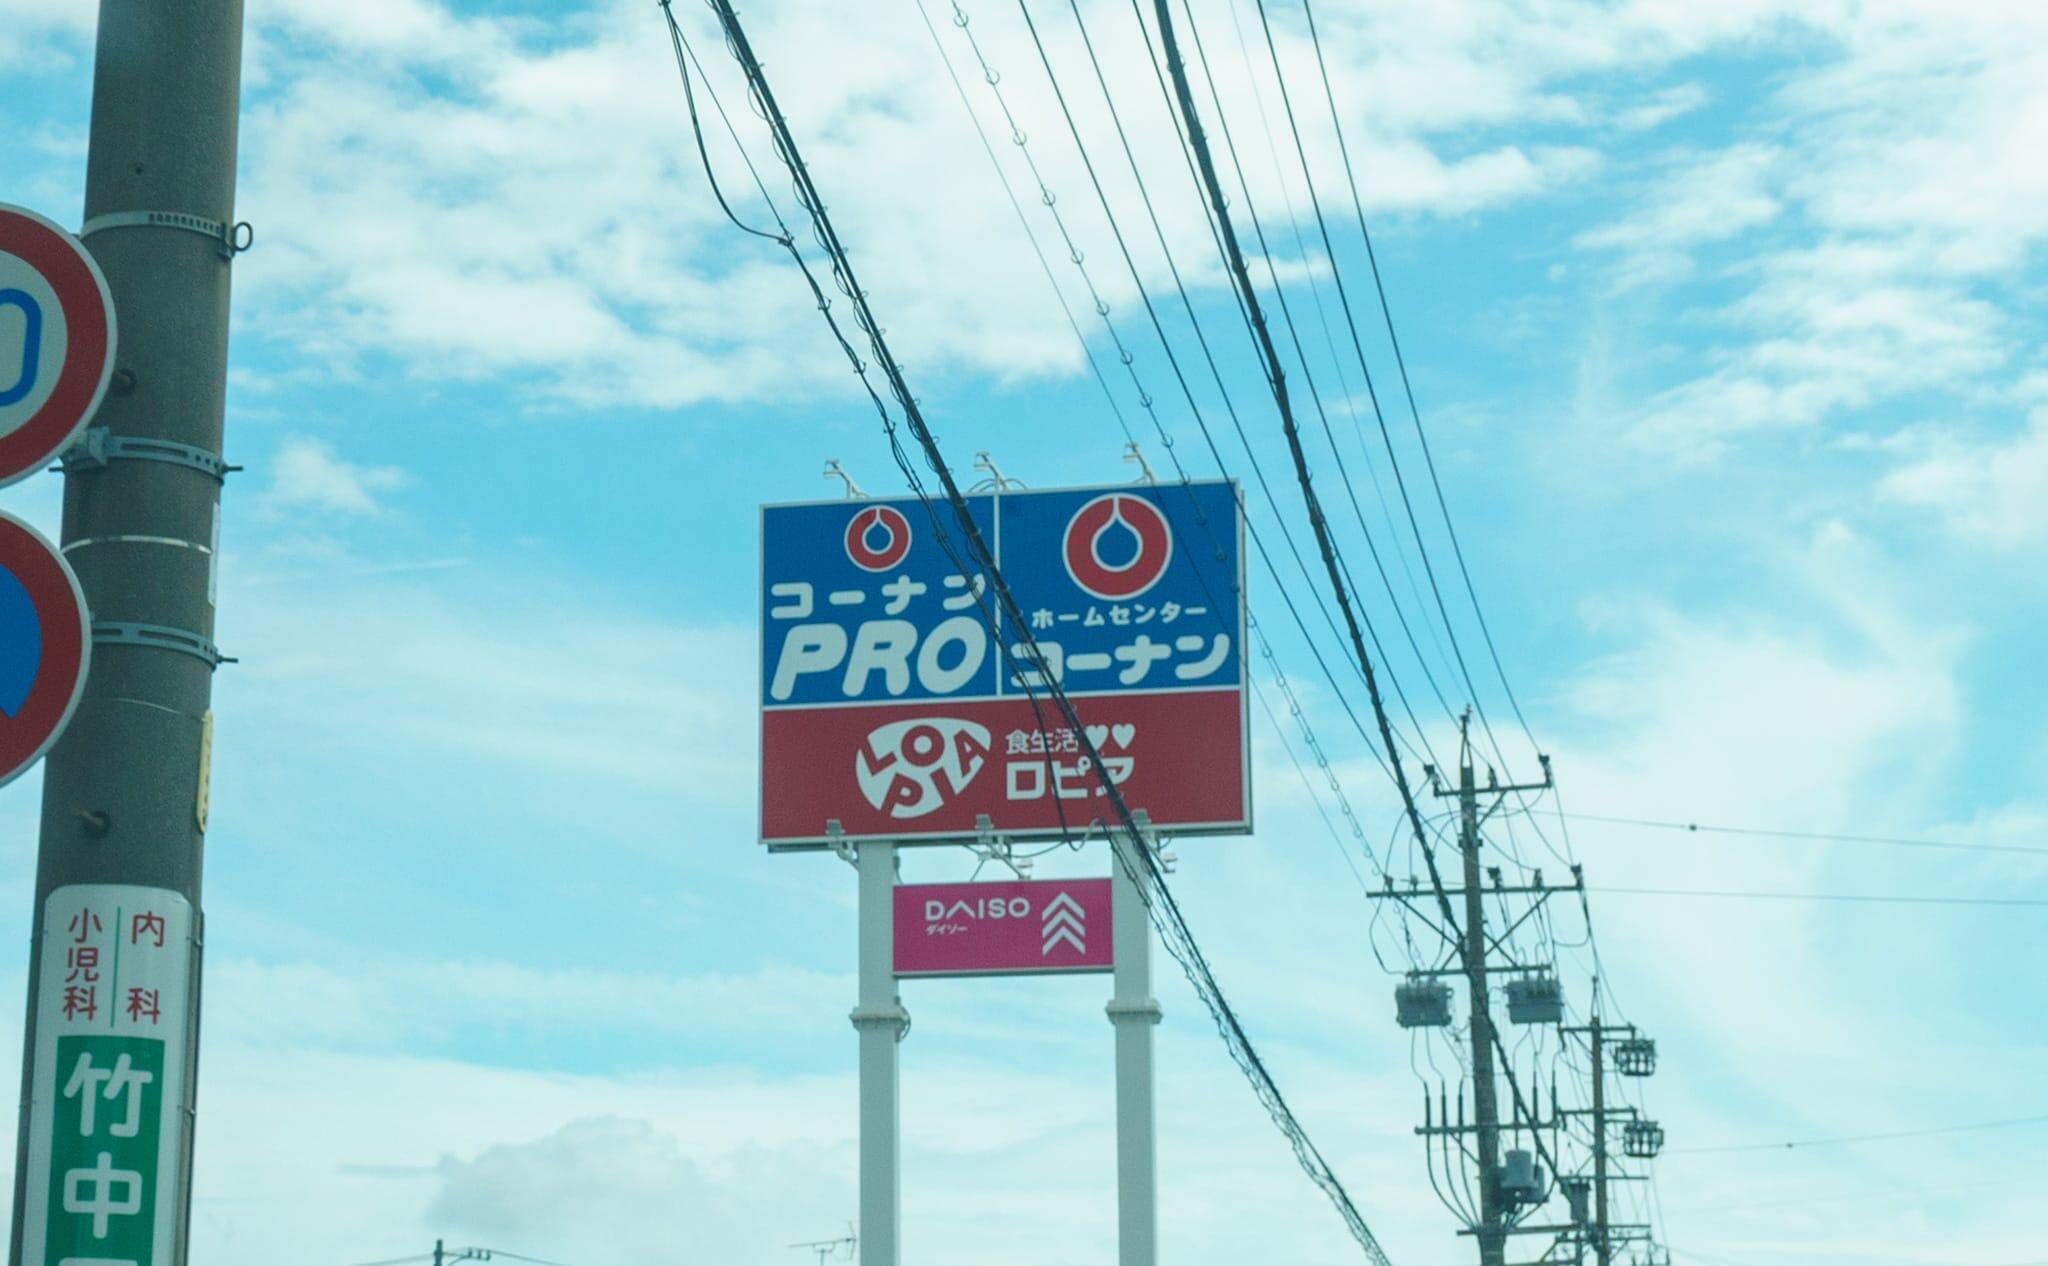 コーナン
PRO
ホームセンター
コーナン
LOPIA
食生活♥♥
ロピア
DAISO
ダイソー
内科
小児科
竹中